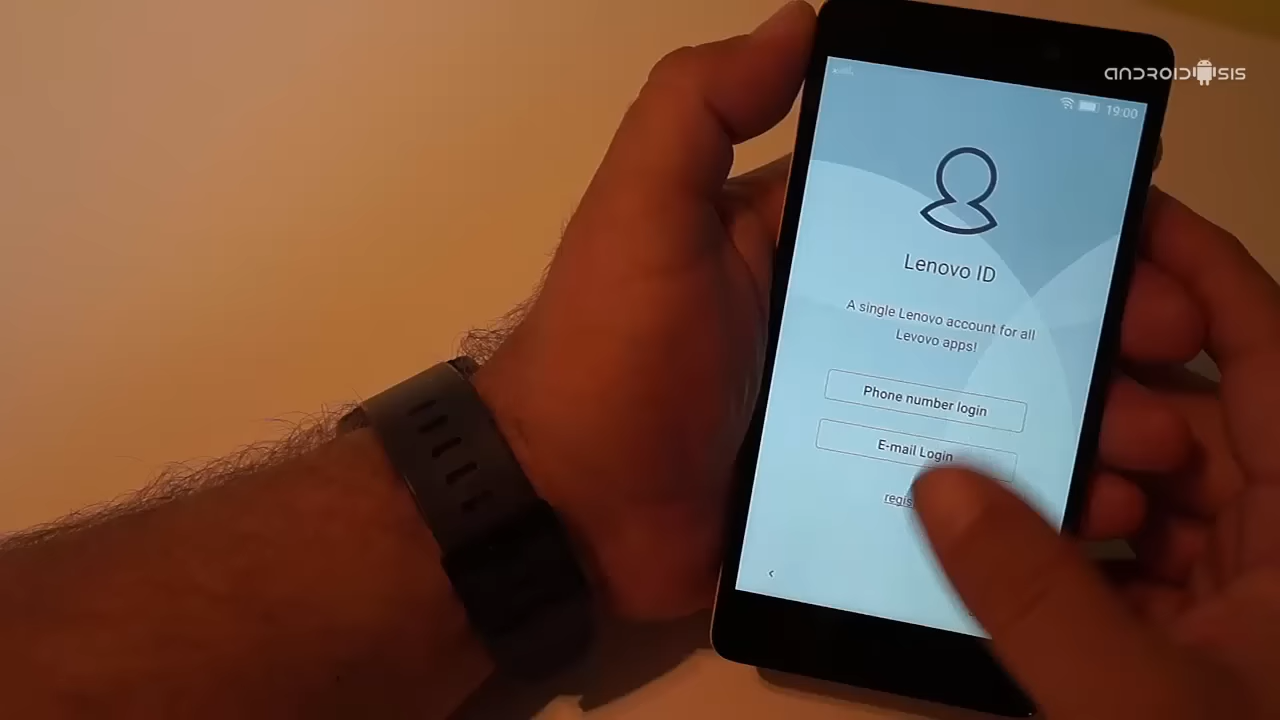 ANDROIDSIS
19:00
Lenovo ID
A single Lenovo account for all
Levovo apps!
Phone number login
E-mail Login